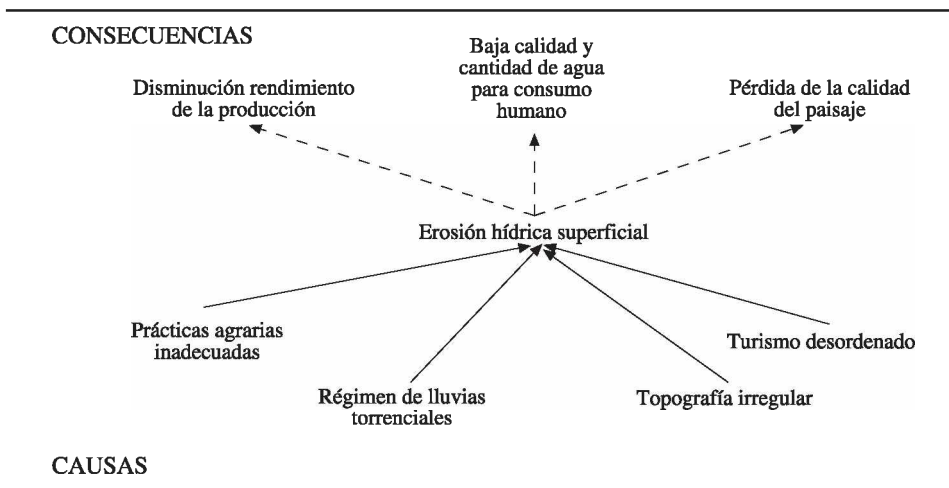 CONSECUENCIAS
Baja calidad y
cantidad de agua
para consumo
humano
Disminución rendimiento
de la producción
Pérdida de la calidad
del paisaje
Erosión hídrica superficial
Prácticas agrarias
inadecuadas
Régimen de lluvias
torrenciales
Topografía irregular
Turismo desordenado
CAUSAS